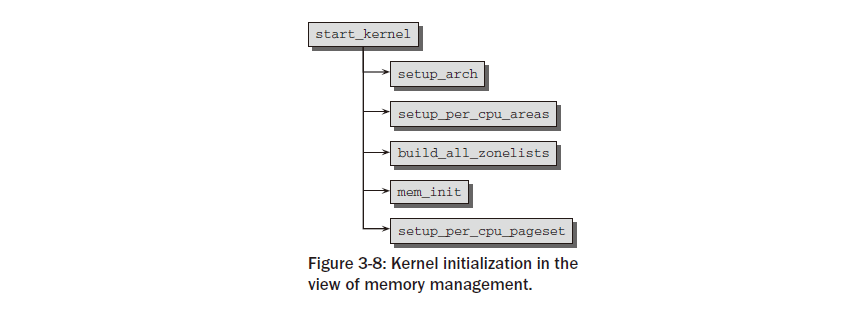 start_kernel
setup_arch
setup_per_cpu_areas
build_all_zonelists
mem_init
setup_per_cpu_pageset
Figure 3-8: Kernel initialization in the
view of memory management.